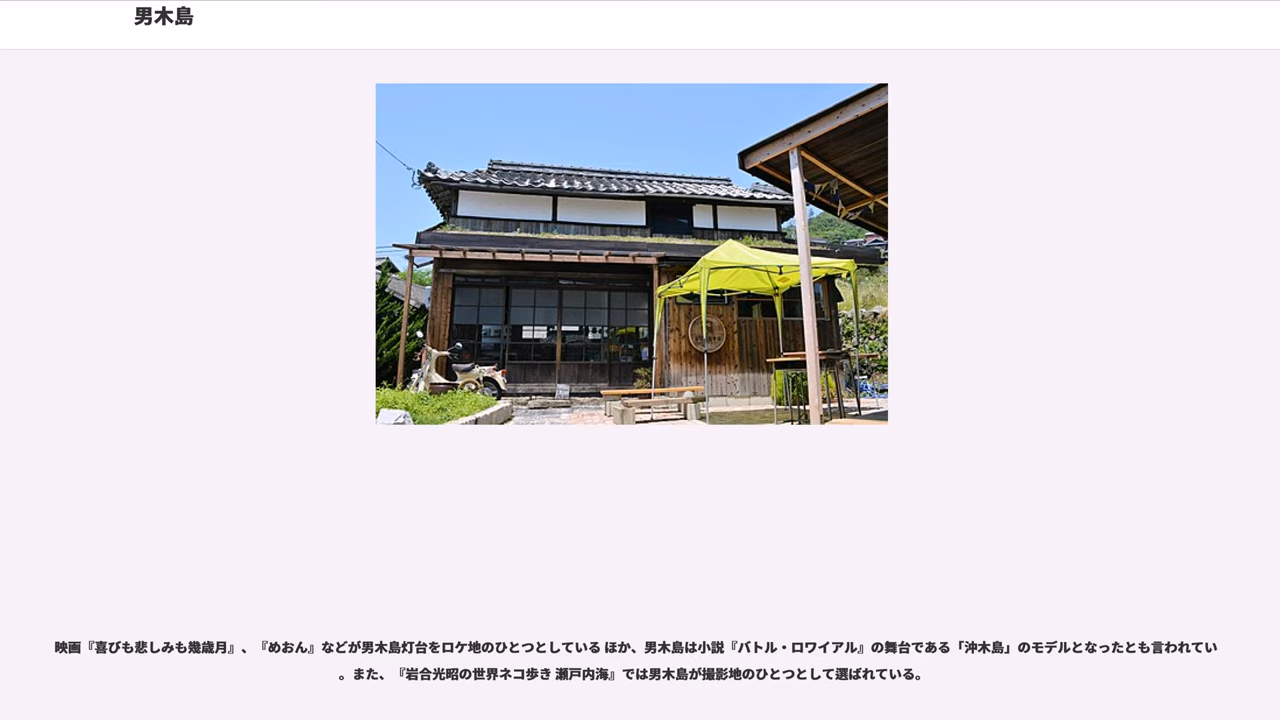 男木島
映画『喜びも悲しみも幾歳月』、『めおん』などが男木島灯台をロケ地のひとつとしている ほか、男木島は小説『バトル・ロワイアル』の舞台である「沖木島」のモデルとなったとも言われてい
。また、『岩合光昭の世界ネコ歩き 瀬戸内海』では男木島が撮影地のひとつとして選ばれている。